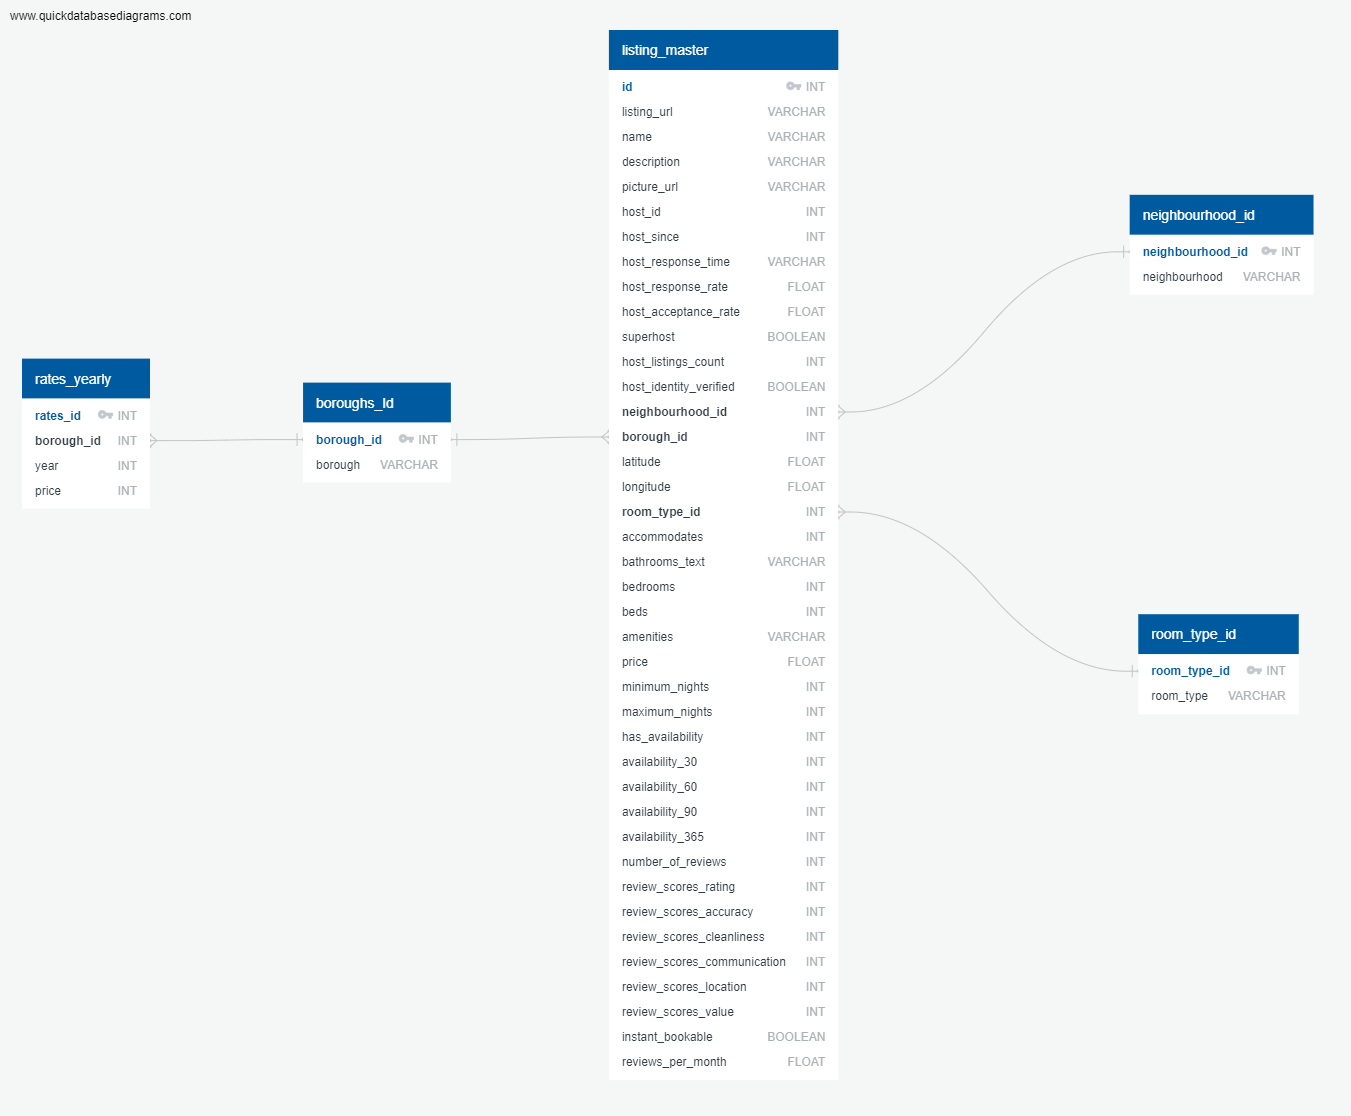 www.quickdatabasediagrams.com
listing_master
id INT
listing_url VARCHAR
name VARCHAR
description VARCHAR
picture_url VARCHAR
host_id INT
host_since INT
host_response_time VARCHAR
host_response_rate FLOAT
host_acceptance_rate FLOAT
superhost BOOLEAN
host_listings_count INT
host_identity_verified BOOLEAN
neighbourhood_id INT
borough_id INT
latitude FLOAT
longitude FLOAT
room_type_id INT
accommodates INT
bathrooms_text VARCHAR
bedrooms INT
beds INT
amenities VARCHAR
price FLOAT
minimum_nights INT
maximum_nights INT
has_availability INT
availability_30 INT
availability_60 INT
availability_90 INT
availability_365 INT
number_of_reviews INT
review_scores_rating INT
review_scores_accuracy INT
review_scores_cleanliness INT
review_scores_communication INT
review_scores_location INT
review_scores_value INT
instant_bookable BOOLEAN
reviews_per_month FLOAT
neighbourhood_id
neighbourhood_id INT
neighbourhood VARCHAR
rates_yearly
rates_id INT
borough_id INT
year INT
price INT
boroughs_Id
borough_id INT
borough VARCHAR
room_type_id
room_type_id INT
room_type VARCHAR